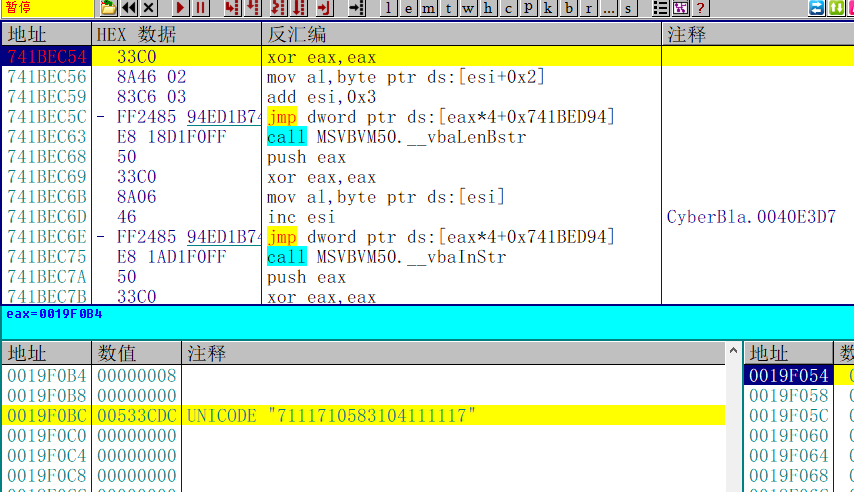 暂停 l e m t w h c p k b r ... s ?
地址 HEX 数据 反汇编 注释
741BEC54 33C0 xor eax,eax
741BEC56 8A46 02 mov al,byte ptr ds:[esi+0x2]
741BEC59 83C6 03 add esi,0x3
741BEC5C - FF2485 94ED1B74 jmp dword ptr ds:[eax*4+0x741BED94]
741BEC63 E8 18D1F0FF call MSVBVM50.__vbaLenBstr
741BEC68 50 push eax
741BEC69 33C0 xor eax,eax
741BEC6B 8A06 mov al,byte ptr ds:[esi]
741BEC6D 46 inc esi CyberBla.0040E3D7
741BEC6E - FF2485 94ED1B74 jmp dword ptr ds:[eax*4+0x741BED94]
741BEC75 E8 1AD1F0FF call MSVBVM50.__vbaInStr
741BEC7A 50 push eax
741BEC7B 33C0 xor eax,eax
eax=0019F0B4
地址 数值 注释 地址
0019F0B4 00000008 0019F054
0019F0B8 00000000 0019F058
0019F0BC 00533CDC UNICODE "7111710583104111117" 0019F05C
0019F0C0 00000000 0019F060
0019F0C4 00000000 0019F064
0019F0C8 00000000 0019F068